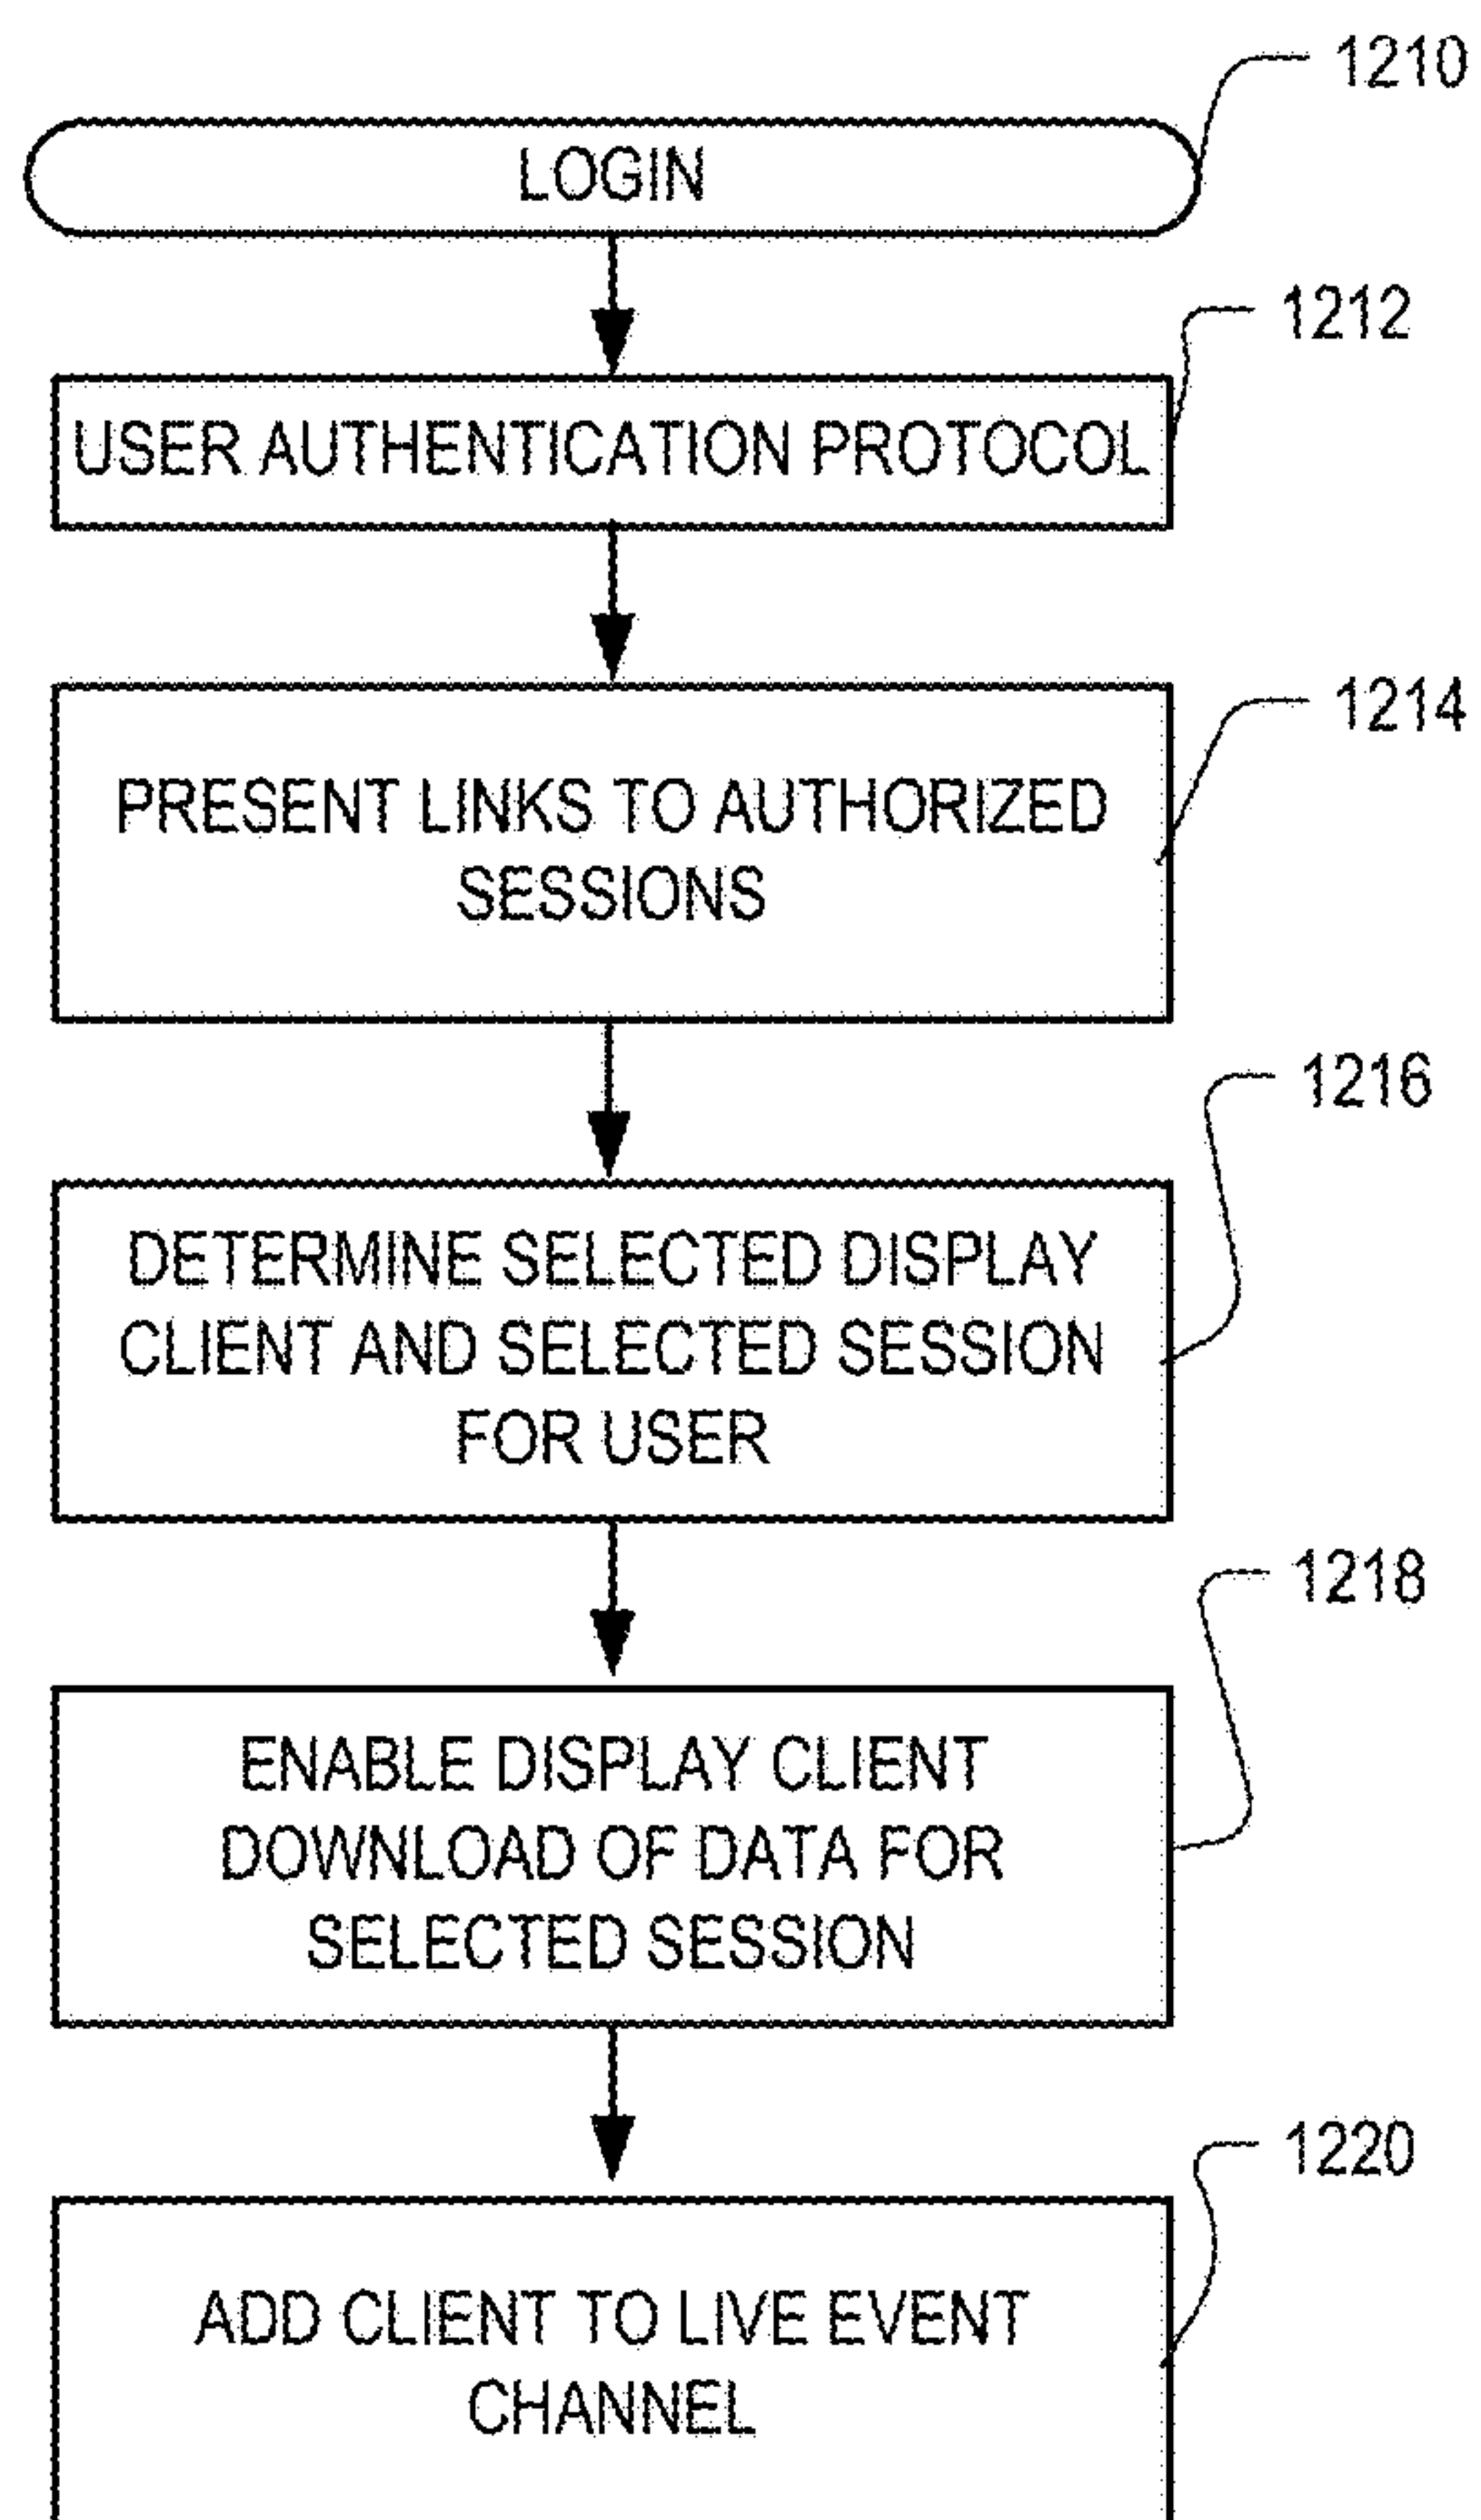 1210
LOGIN
1212
USER AUTHENTICATION PROTOCOL
1214
PRESENT LINKS TO AUTHORIZED
SESSIONS
1216
DETERMINE SELECTED DISPLAY
CLIENT AND SELECTED SESSION
FOR USER
1218
ENABLE DISPLAY CLIENT
DOWNLOAD OF DATA FOR
SELECTED SESSION
1220
ADD CLIENT TO LIVE EVENT
CHANNEL